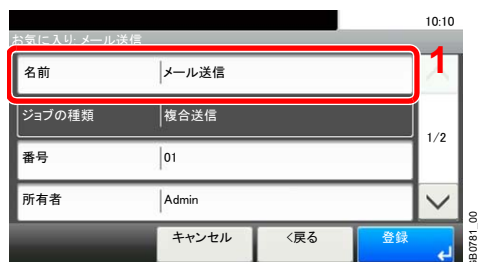 10:10
お気に入り: メール送信
名前 メール送信
1
ジョブの種類 複合送信
1/2
番号 01
所有者 Admin
キャンセル <戻る 登録